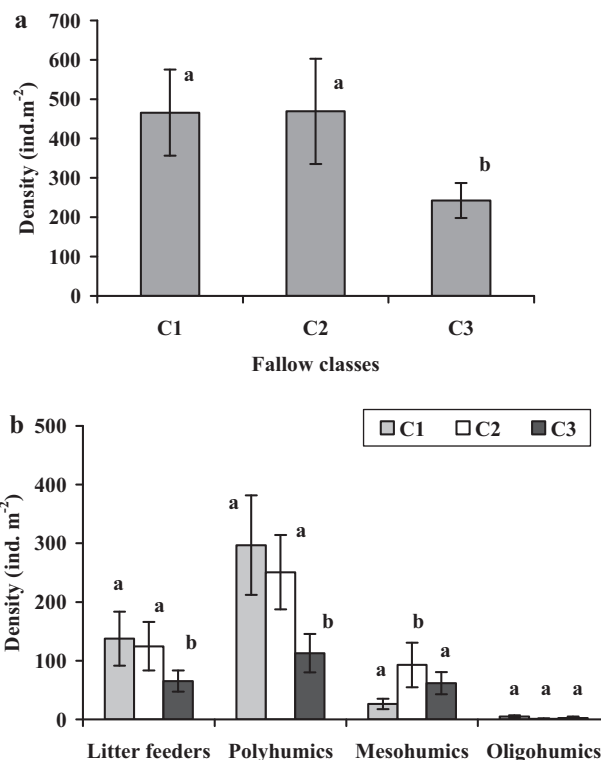 a
700
600
500
400
300
200
100
0
Density (ind.m-2)
a
a
b
C1 C2 C3
Fallow classes
b
C1 C2 C3
500
400
300
200
100
0
Density (ind. m-2)
a a b
a a b
a b a
a a a
Litter feeders Polyhumics Mesohumics Oligohumics